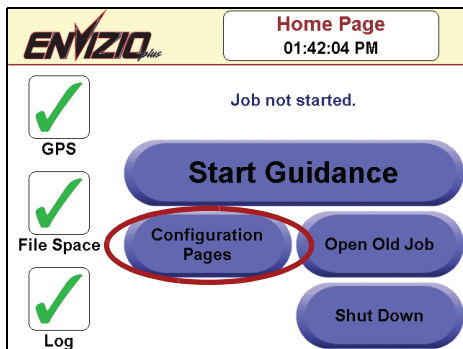 ENVIZIO plus
Home Page
01:42:04 PM
Job not started.
GPS
Start Guidance
File Space
Configuration
Pages
Open Old Job
Log
Shut Down